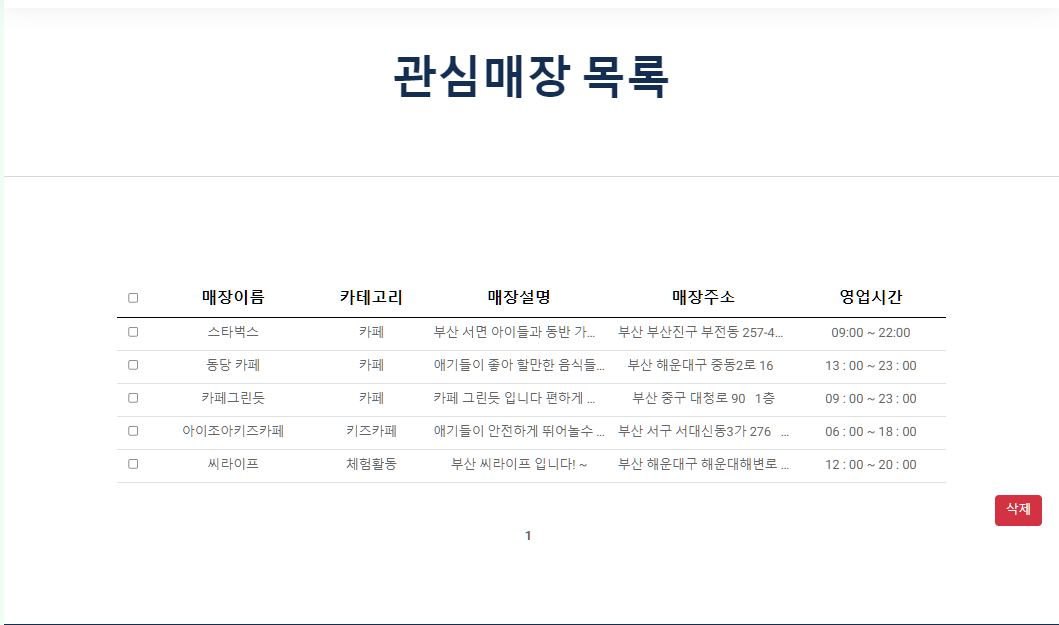 관심매장 목록
매장이름 카테고리 매장설명 매장주소 영업시간
스타벅스 카페 부산 서면 아이들과 동반 가... 부산 부산진구 부전동 257-4... 09:00 ~ 22:00
동당 카페 카페 애기들이 좋아 할만한 음식들... 부산 해운대구 중동2로 16 13 : 00 ~ 23 : 00
카페그린듯 카페 카페 그린듯 입니다 편하게 ... 부산 중구 대청로 90 1층 09 : 00 ~ 23 : 00
아이조아키즈카페 키즈카페 애기들이 안전하게 뛰어놀수 ... 부산 서구 서대신동3가 276 ... 06 : 00 ~ 18 : 00
씨라이프 체험활동 부산 씨라이프 입니다! ~ 부산 해운대구 해운대해변로 ... 12 : 00 ~ 20 : 00
삭제
1